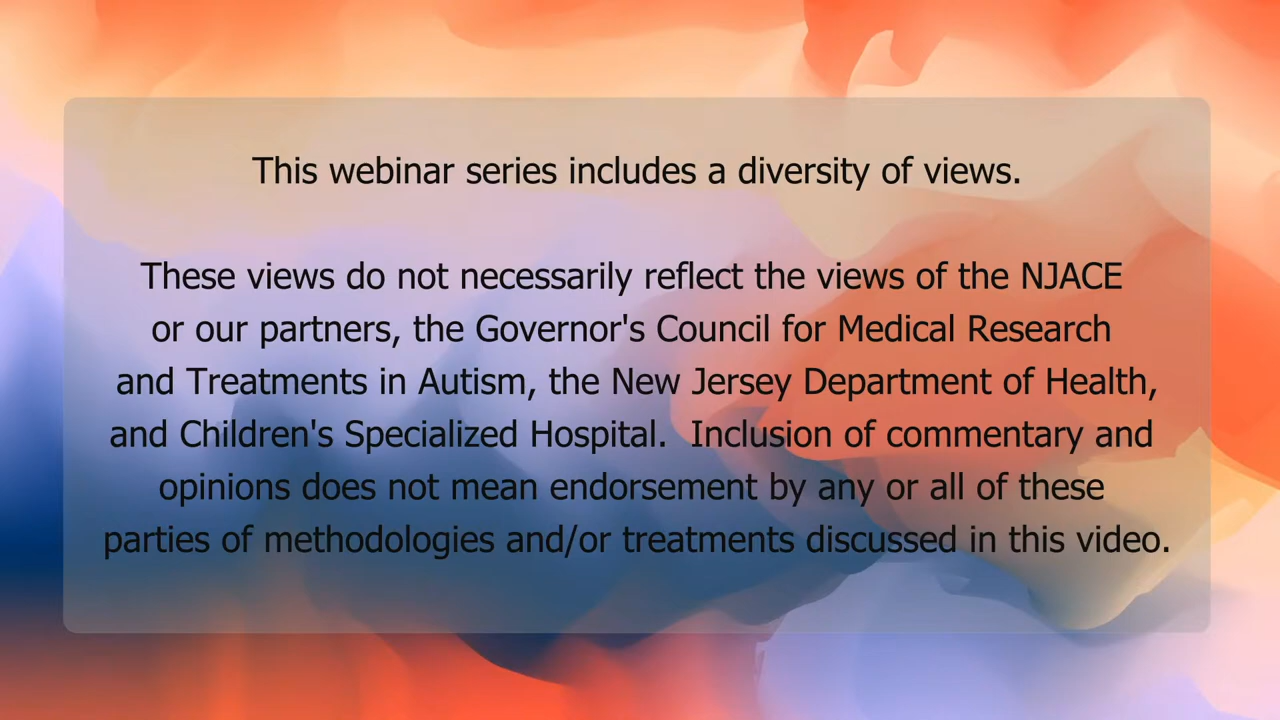 This webinar series includes a diversity of views.
These views do not necessarily reflect the views of the NJACE
or our partners, the Governor's Council for Medical Research
and Treatments in Autism, the New Jersey Department of Health,
and Children's Specialized Hospital.  Inclusion of commentary and
opinions does not mean endorsement by any or all of these
parties of methodologies and/or treatments discussed in this video.